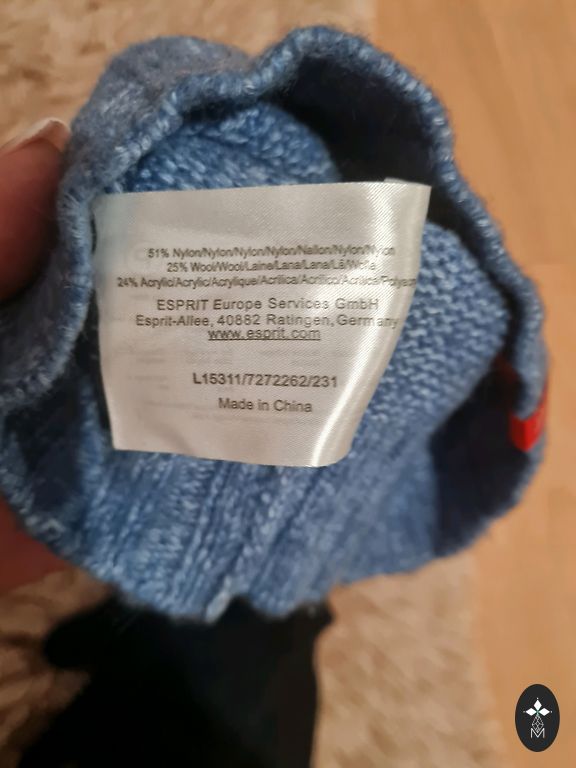 51% Nylon/Nylon/Nylon/Nylon/Nailon/Nylon/Nylon
25% Wool/Wool/Laine/Lana/Lana/Lã/Wolle
24% Acrylic/Acrylic/Acrylique/Acrilica/Acrílico/Acrílica/Polyacryl
ESPRIT Europe Services GmbH
Esprit-Allee, 40882 Ratingen, Germany
www.esprit.com
L15311/7272262/231
Made in China
M